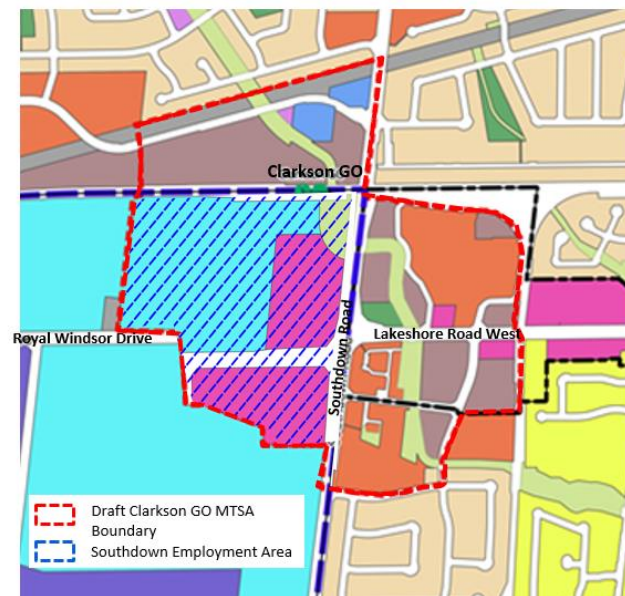 Clarkson GO
Royal Windsor Drive
Southdown Road
Lakeshore Road West
Draft Clarkson GO MTSA
Boundary
Southdown Employment Area